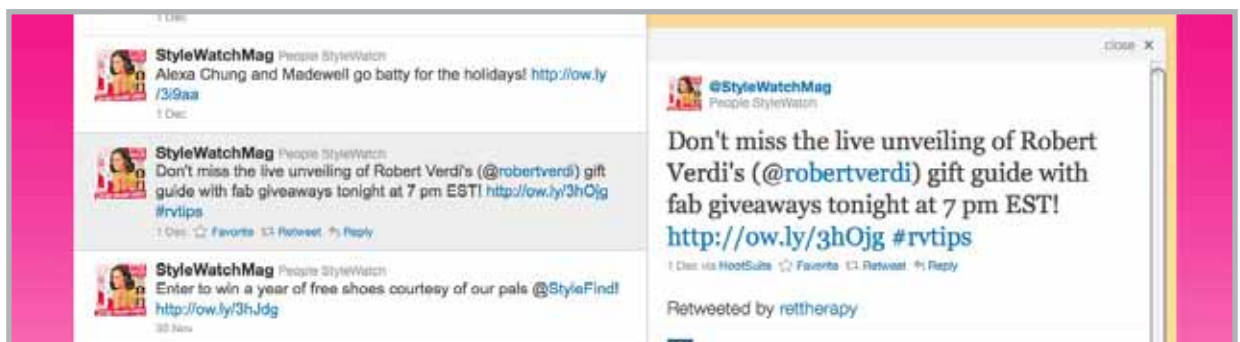 1 Dec
StyleWatchMag People StyleWatch
Alexa Chung and Madewell go batty for the holidays! http://ow.ly
/3i9aa
1 Dec
StyleWatchMag People StyleWatch
Don't miss the live unveiling of Robert Verdi's (@robertverdi) gift
guide with fab giveaways tonight at 7 pm EST! http://ow.ly/3hOjg
#rvtips
1 Dec Favorite Retweet Reply
StyleWatchMag People StyleWatch
Enter to win a year of free shoes courtesy of our pals @StyleFind!
http://ow.ly/3hJdg
30 Nov
close X
@StyleWatchMag
People StyleWatch
Don't miss the live unveiling of Robert
Verdi's (@robertverdi) gift guide with
fab giveaways tonight at 7 pm EST!
http://ow.ly/3hOjg #rvtips
1 Dec via HootSuite Favorite Retweet Reply
Retweeted by rettherapy